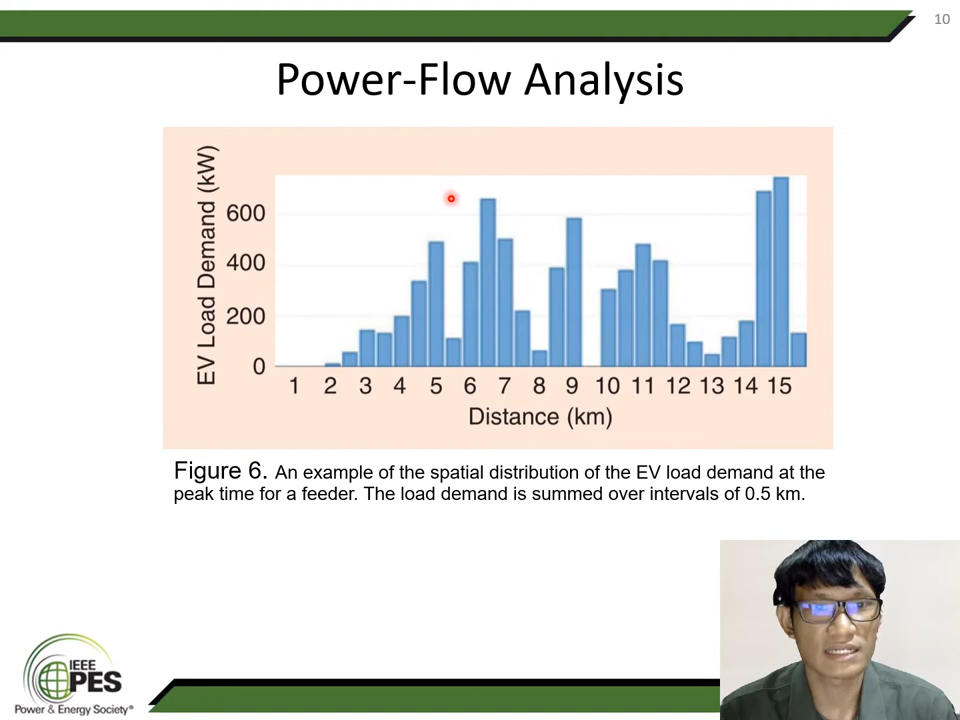 10
Power-Flow Analysis
EV Load Demand (kW)
600
400
200
0
1 2 3 4 5 6 7 8 9 10 11 12 13 14 15
Distance (km)
Figure 6. An example of the spatial distribution of the EV load demand at the
peak time for a feeder. The load demand is summed over intervals of 0.5 km.
IEEE
PES
Power & Energy Society®